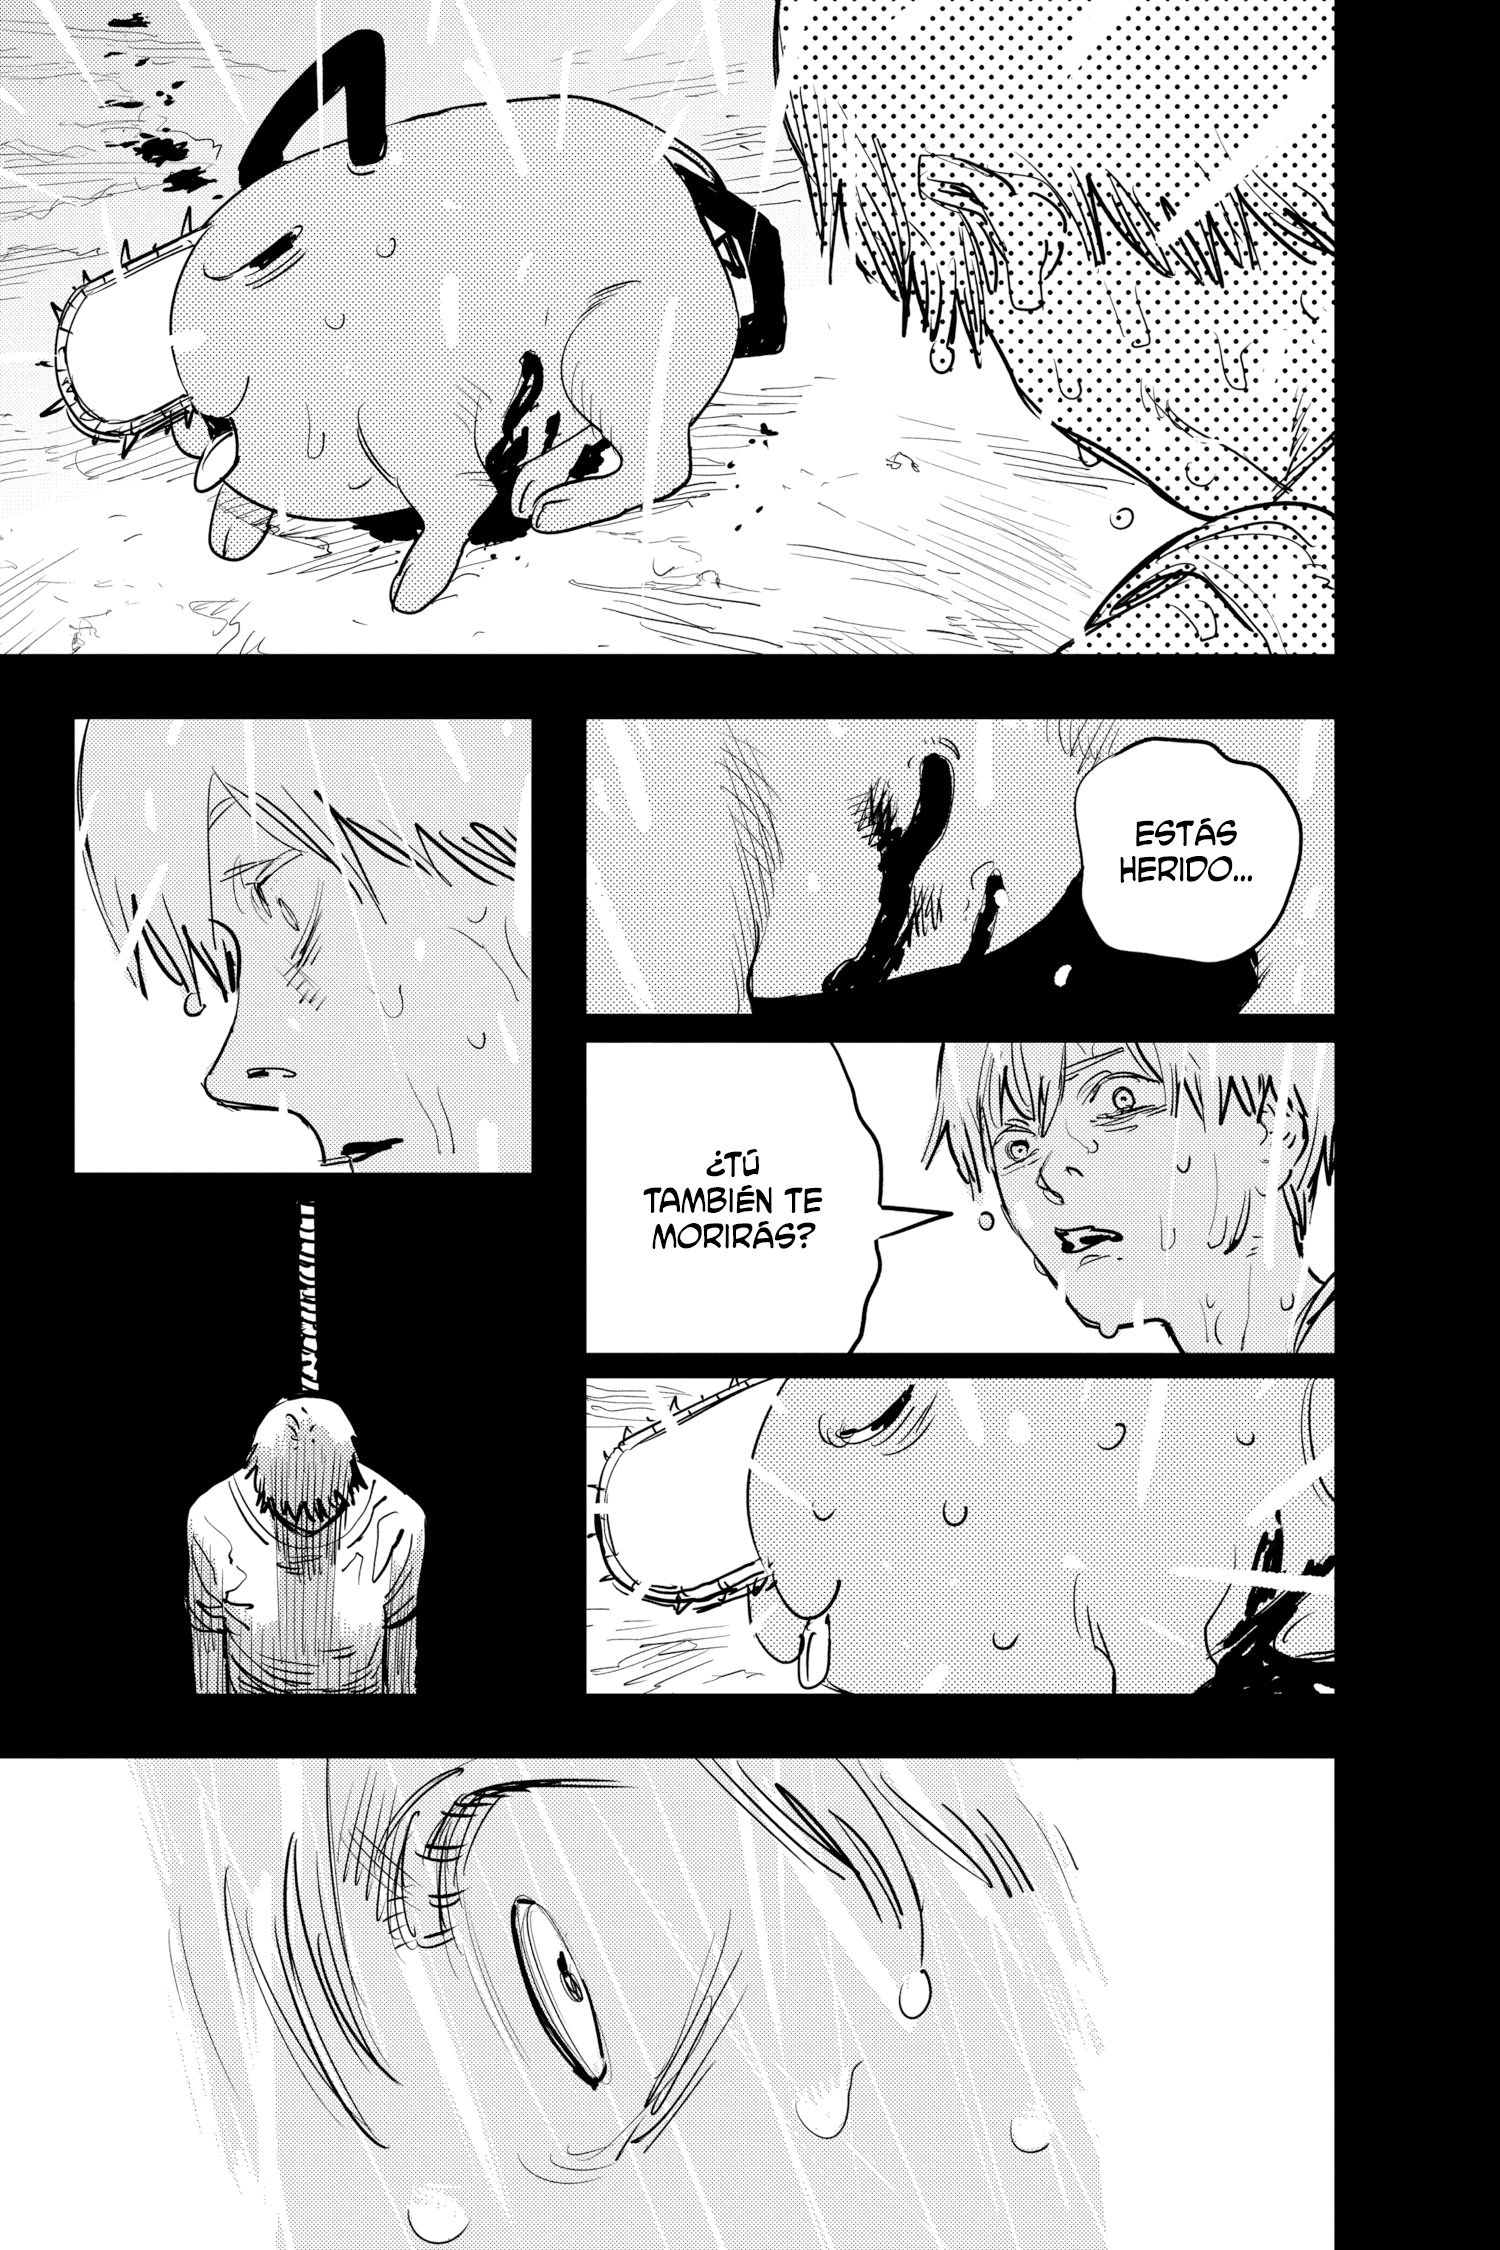 ESTÁS
HERIDO...
¿TÚ
TAMBIÉN TE
MORIRÁS?